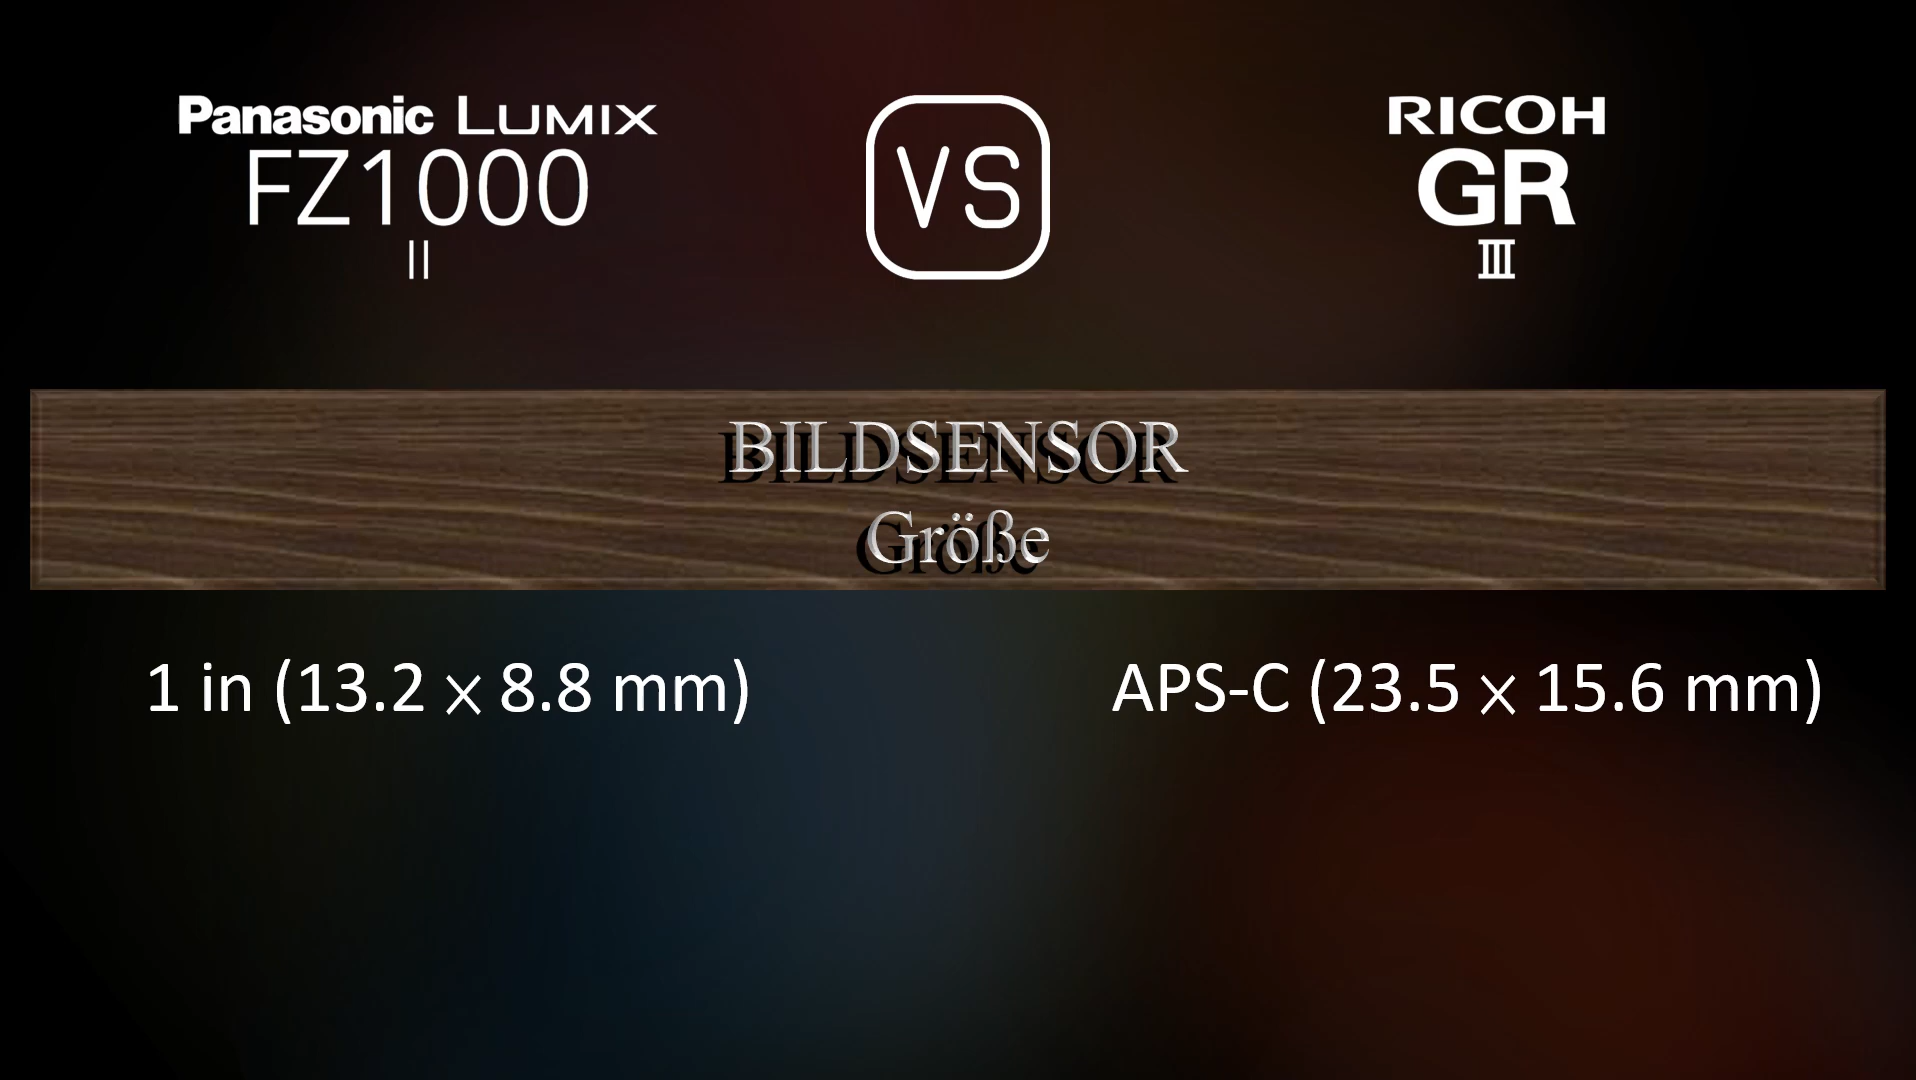 Panasonic LUMIX
FZ1000
II
VS
RICOH
GR
III
BILDSENSOR
Größe
1 in (13.2 x 8.8 mm)
APS-C (23.5 x 15.6 mm)